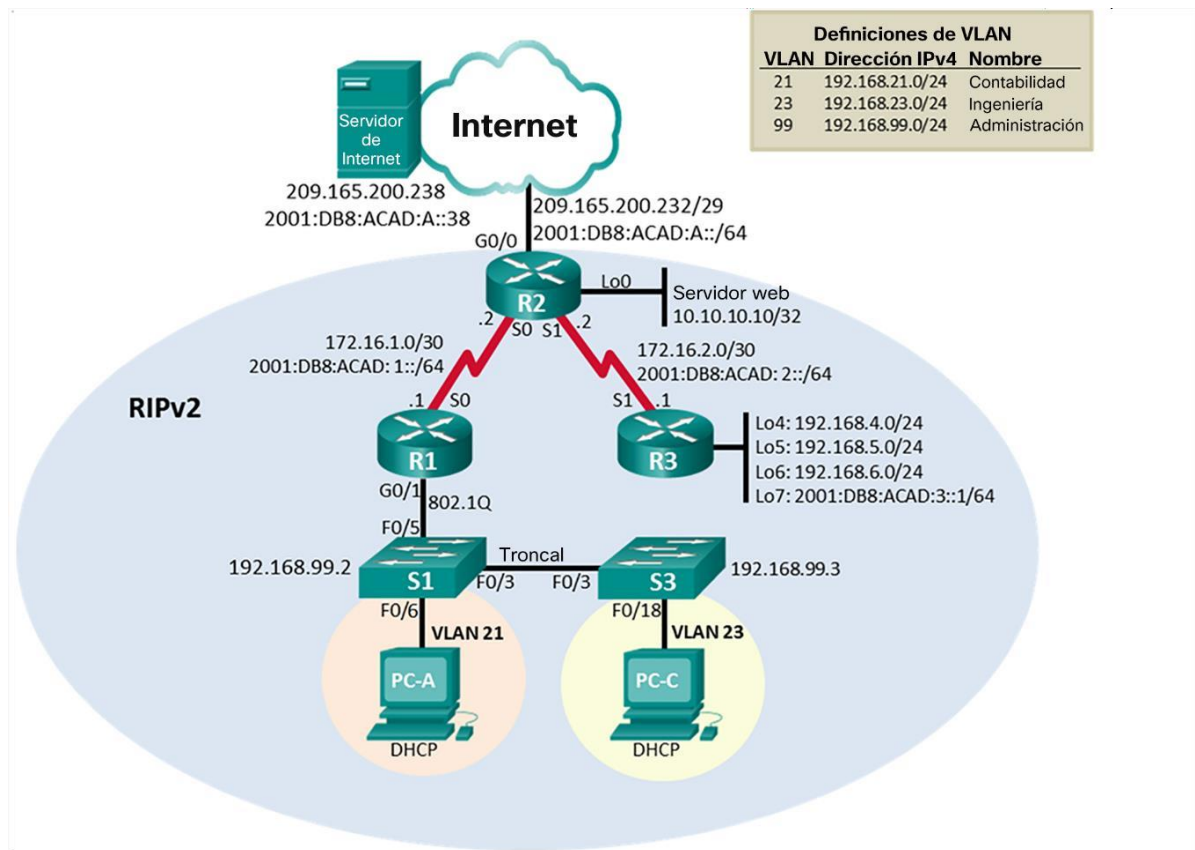 Definiciones de VLAN
VLAN Dirección IPv4 Nombre
21 192.168.21.0/24 Contabilidad
23 192.168.23.0/24 Ingeniería
99 192.168.99.0/24 Administración
Servidor
de
Internet
Internet
209.165.200.238
2001:DB8:ACAD:A::38
209.165.200.232/29
2001:DB8:ACAD:A::/64
G0/0
R2
Lo0
Servidor web
10.10.10.10/32
.2
S0
S1
.2
172.16.1.0/30
2001:DB8:ACAD: 1::/64
172.16.2.0/30
2001:DB8:ACAD: 2::/64
RIPv2
.1
S0
S1
.1
R1
R3
Lo4: 192.168.4.0/24
Lo5: 192.168.5.0/24
Lo6: 192.168.6.0/24
Lo7: 2001:DB8:ACAD:3::1/64
G0/1
802.1Q
F0/5
192.168.99.2
S1
Troncal
F0/3
F0/3
S3
192.168.99.3
F0/6
F0/18
VLAN 21
VLAN 23
PC-A
PC-C
DHCP
DHCP